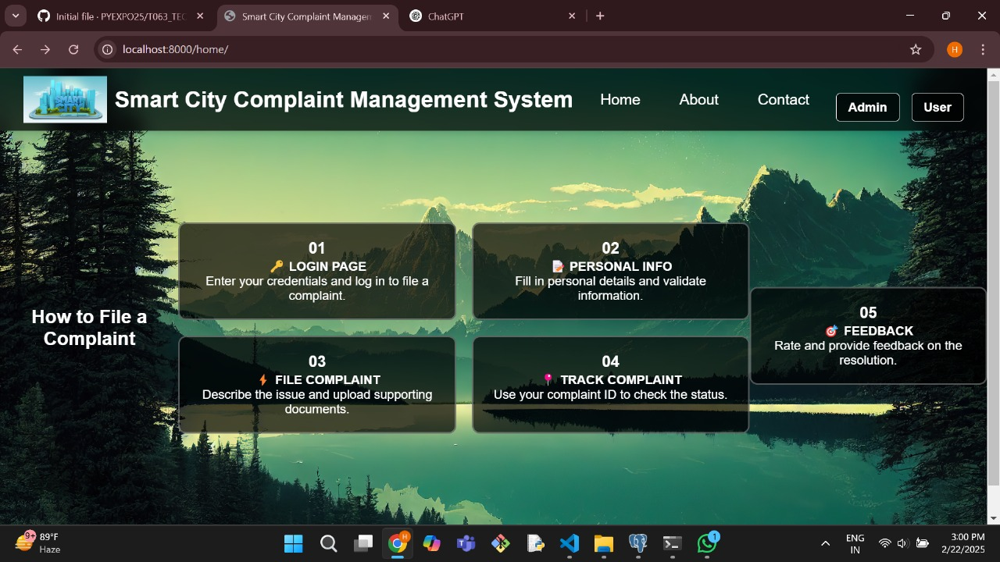 Initial file · PYEXPO25/T063_TEC
Smart City Complaint Managem
ChatGPT
localhost:8000/home/
H
SMART CITY
Smart City Complaint Management System
Home
About
Contact
Admin
User
How to File a
Complaint
01
🔑 LOGIN PAGE
Enter your credentials and log in to file a
complaint.
02
📝 PERSONAL INFO
Fill in personal details and validate
information.
03
⚡ FILE COMPLAINT
Describe the issue and upload supporting
documents.
04
📍 TRACK COMPLAINT
Use your complaint ID to check the status.
05
🎯 FEEDBACK
Rate and provide feedback on the
resolution.
9+
89°F
Haze
H
1
ENG
IN
3:00 PM
2/22/2025